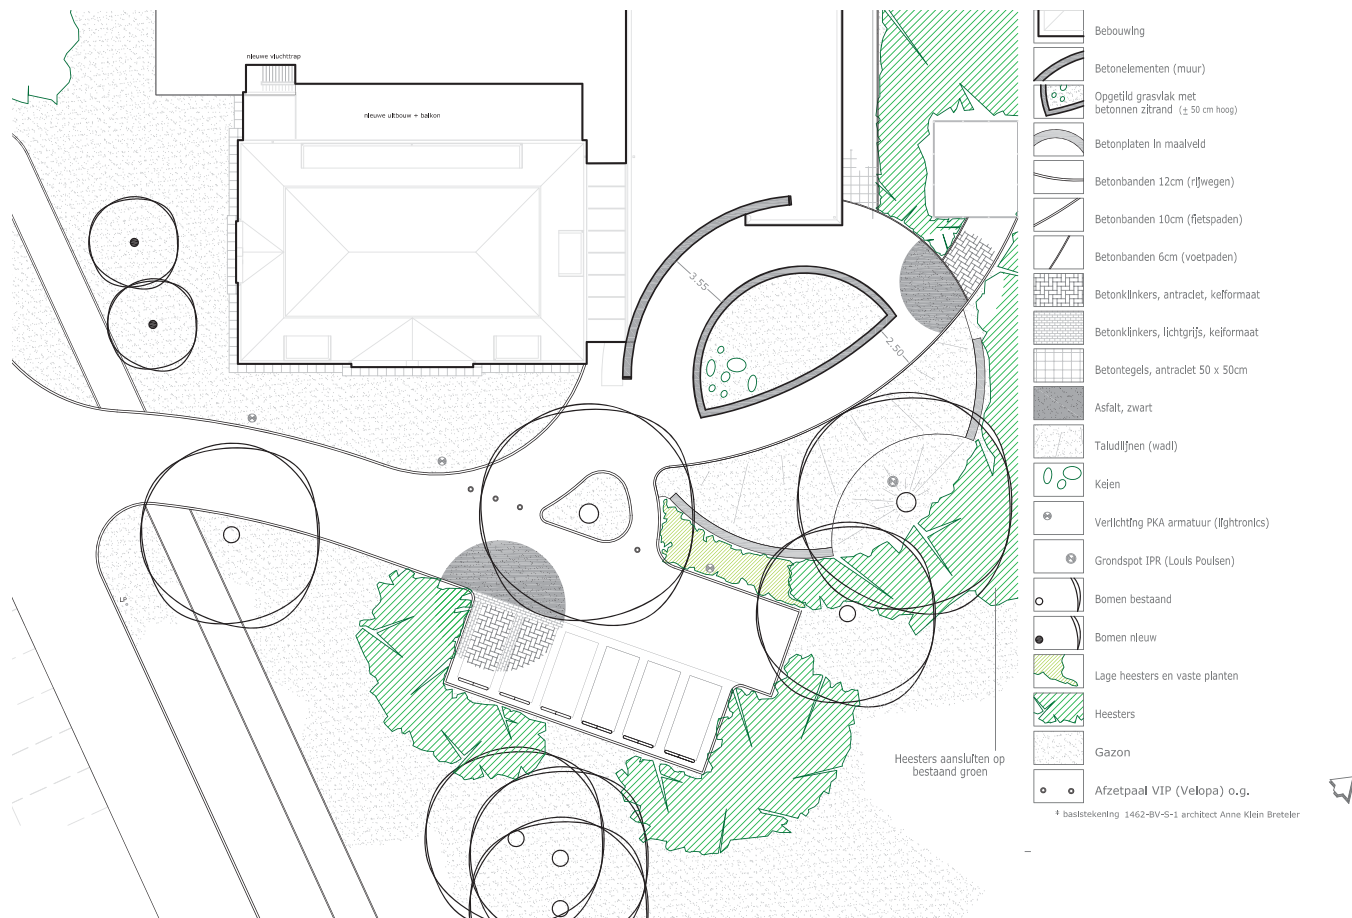 nieuwe vluchttrap
nieuwe uitbouw + balkon
3.55
2.50
LP
Heesters aansluiten op
bestaand groen
Bebouwing
Betonelementen (muur)
Opgetild grasvlak met
betonnen zitrand (± 50 cm hoog)
Betonplaten in maaiveld
Betonbanden 12cm (rijwegen)
Betonbanden 10cm (fietspaden)
Betonbanden 6cm (voetpaden)
Betonklinkers, antraciet, keiformaat
Betonklinkers, lichtgrijs, keiformaat
Betontegels, antraciet 50 x 50cm
Asfalt, zwart
Taludlijnen (wadi)
Keien
Verlichting PKA armatuur (lightronics)
Grondspot IPR (Louis Poulsen)
Bomen bestaand
Bomen nieuw
Lage heesters en vaste planten
Heesters
Gazon
Afzetpaal VIP (Velopa) o.g.
* basistekening 1462-BV-S-1 architect Anne Klein Breteler